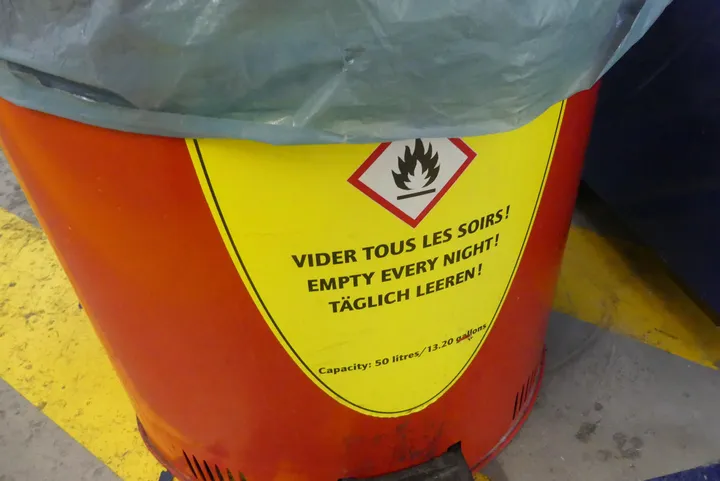 VIDER TOUS LES SOIRS!
EMPTY EVERY NIGHT!
TÄGLICH LEEREN!
Capacity: 50 litres/13.20 gallons